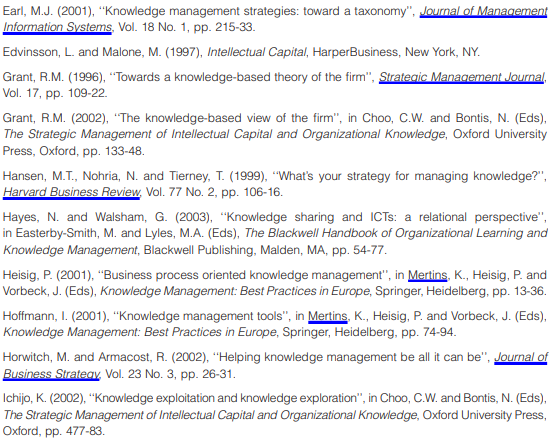 Earl, M.J. (2001), ‘‘Knowledge management strategies: toward a taxonomy’’, Journal of Management
Information Systems, Vol. 18 No. 1, pp. 215-33.
Edvinsson, L. and Malone, M. (1997), Intellectual Capital, HarperBusiness, New York, NY.
Grant, R.M. (1996), ‘‘Towards a knowledge-based theory of the firm’’, Strategic Management Journal,
Vol. 17, pp. 109-22.
Grant, R.M. (2002), ‘‘The knowledge-based view of the firm’’, in Choo, C.W. and Bontis, N. (Eds),
The Strategic Management of Intellectual Capital and Organizational Knowledge, Oxford University
Press, Oxford, pp. 133-48.
Hansen, M.T., Nohria, N. and Tierney, T. (1999), ‘‘What’s your strategy for managing knowledge?’’,
Harvard Business Review, Vol. 77 No. 2, pp. 106-16.
Hayes, N. and Walsham, G. (2003), ‘‘Knowledge sharing and ICTs: a relational perspective’’,
in Easterby-Smith, M. and Lyles, M.A. (Eds), The Blackwell Handbook of Organizational Learning and
Knowledge Management, Blackwell Publishing, Malden, MA, pp. 54-77.
Heisig, P. (2001), ‘‘Business process oriented knowledge management’’, in Mertins, K., Heisig, P. and
Vorbeck, J. (Eds), Knowledge Management: Best Practices in Europe, Springer, Heidelberg, pp. 13-36.
Hoffmann, I. (2001), ‘‘Knowledge management tools’’, in Mertins, K., Heisig, P. and Vorbeck, J. (Eds),
Knowledge Management: Best Practices in Europe, Springer, Heidelberg, pp. 74-94.
Horwitch, M. and Armacost, R. (2002), ‘‘Helping knowledge management be all it can be’’, Journal of
Business Strategy, Vol. 23 No. 3, pp. 26-31.
Ichijo, K. (2002), ‘‘Knowledge exploitation and knowledge exploration’’, in Choo, C.W. and Bontis, N. (Eds),
The Strategic Management of Intellectual Capital and Organizational Knowledge, Oxford University Press,
Oxford, pp. 477-83.